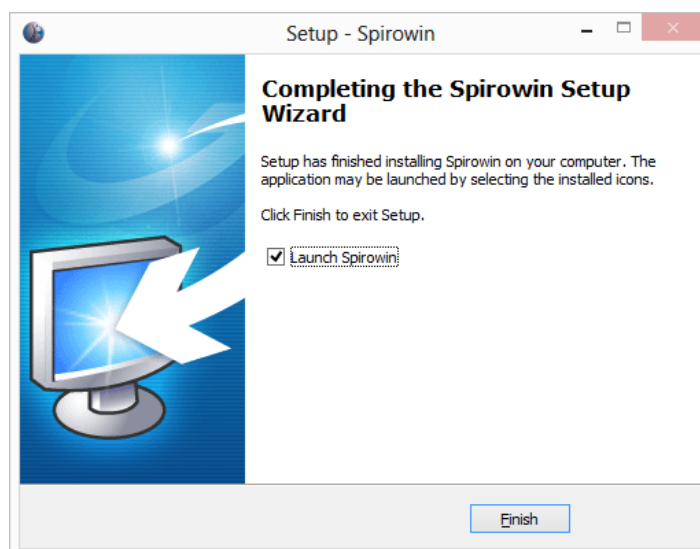 Setup - Spirowin
Completing the Spirowin Setup
Wizard
Setup has finished installing Spirowin on your computer. The
application may be launched by selecting the installed icons.
Click Finish to exit Setup.
Launch Spirowin
Finish